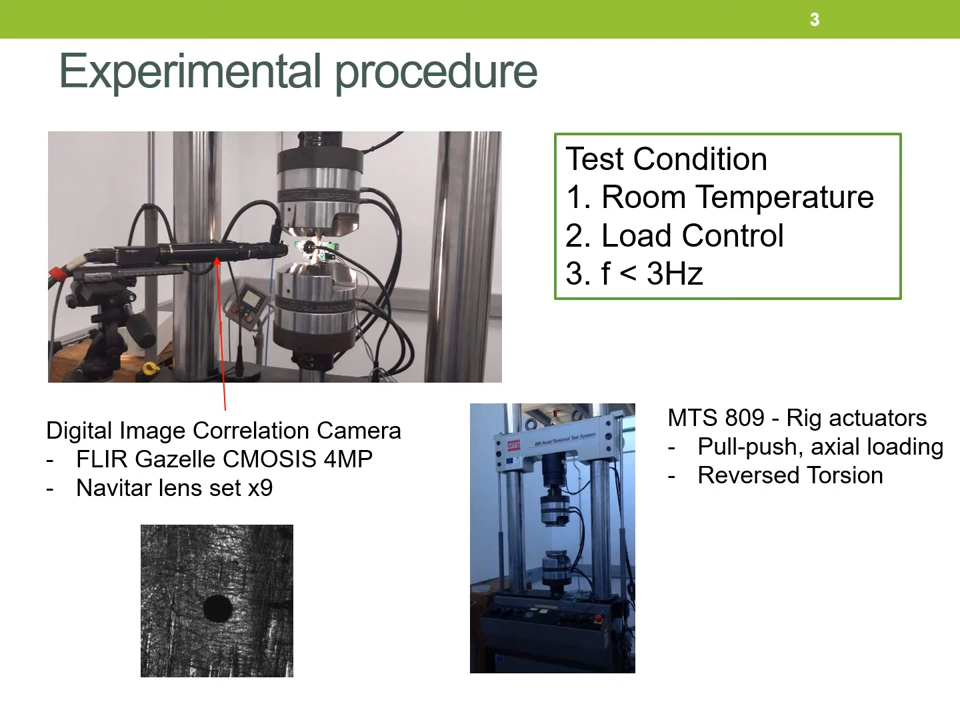 3
Experimental procedure
Test Condition
1. Room Temperature
2. Load Control
3. f < 3Hz
Digital Image Correlation Camera
- FLIR Gazelle CMOSIS 4MP
- Navitar lens set x9
MTS 809 - Rig actuators
- Pull-push, axial loading
- Reversed Torsion